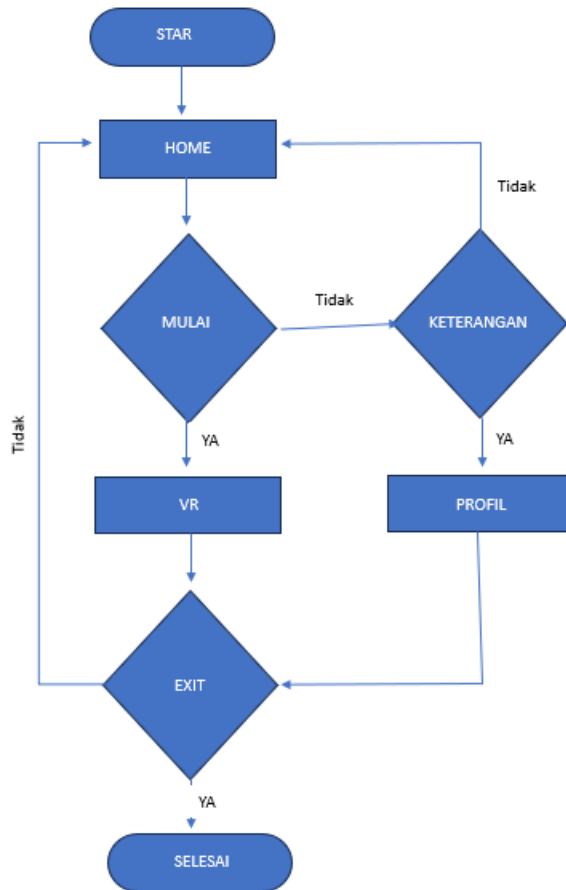 STAR
HOME
Tidak
MULAI
Tidak
KETERANGAN
Tidak
YA
YA
VR
PROFIL
EXIT
YA
SELESAI